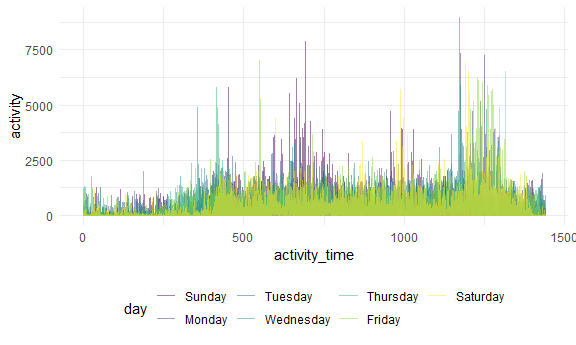 7500
5000
2500
0
activity
0 500 1000 1500
activity_time
day
Sunday Tuesday Thursday Saturday
Monday Wednesday Friday